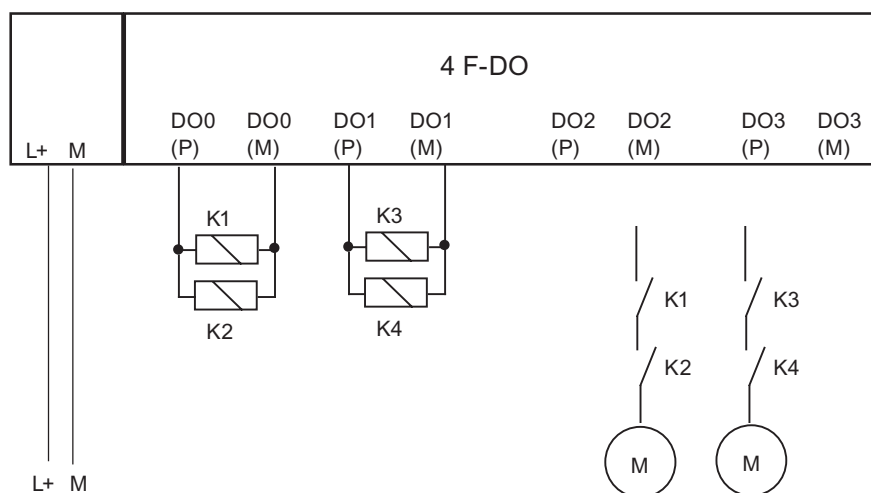 4 F-DO
DO0 DO0 DO1 DO1 DO2 DO2 DO3 DO3
L+ M (P) (M) (P) (M) (P) (M) (P) (M)
K1 K3
K2 K4
K1 K3
K2 K4
M M
L+ M